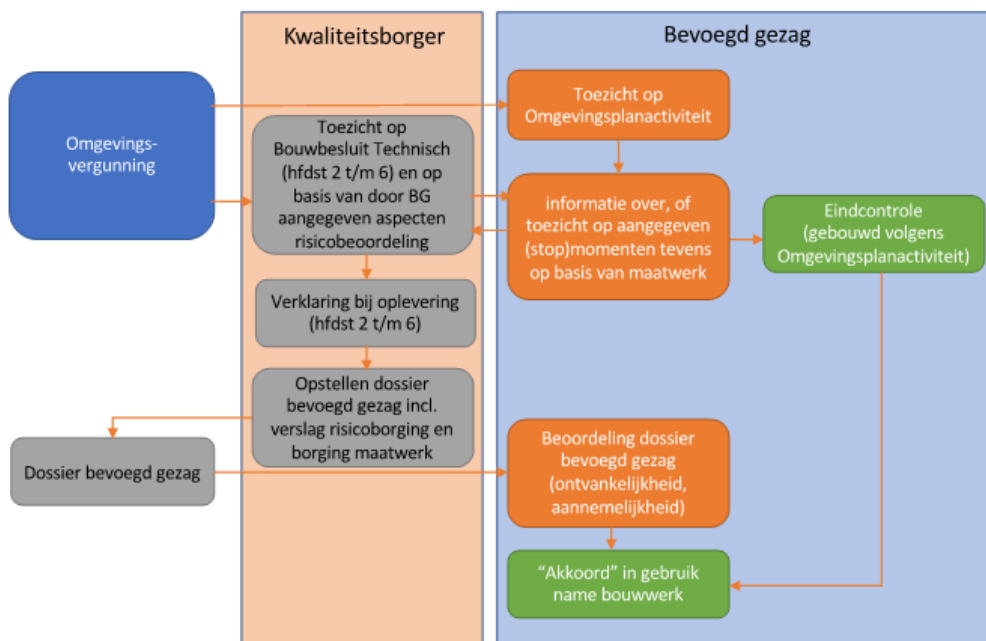 Kwaliteitsborger
Bevoegd gezag
Omgevings-
vergunning
Toezicht op
Omgevingsplanactiviteit
Toezicht op
Bouwbesluit Technisch
(hfdst 2 t/m 6) en op
basis van door BG
aangegeven aspecten
risicobeoordeling
informatie over, of
toezicht op aangegeven
(stop)momenten tevens
op basis van maatwerk
Eindcontrole
(gebouwd volgens
Omgevingsplanactiviteit)
Verklaring bij oplevering
(hfdst 2 t/m 6)
Opstellen dossier
bevoegd gezag incl.
verslag risicoborging en
borging maatwerk
Dossier bevoegd gezag
Beoordeling dossier
bevoegd gezag
(ontvankelijkheid,
aannemelijkheid)
“Akkoord” in gebruik
name bouwwerk